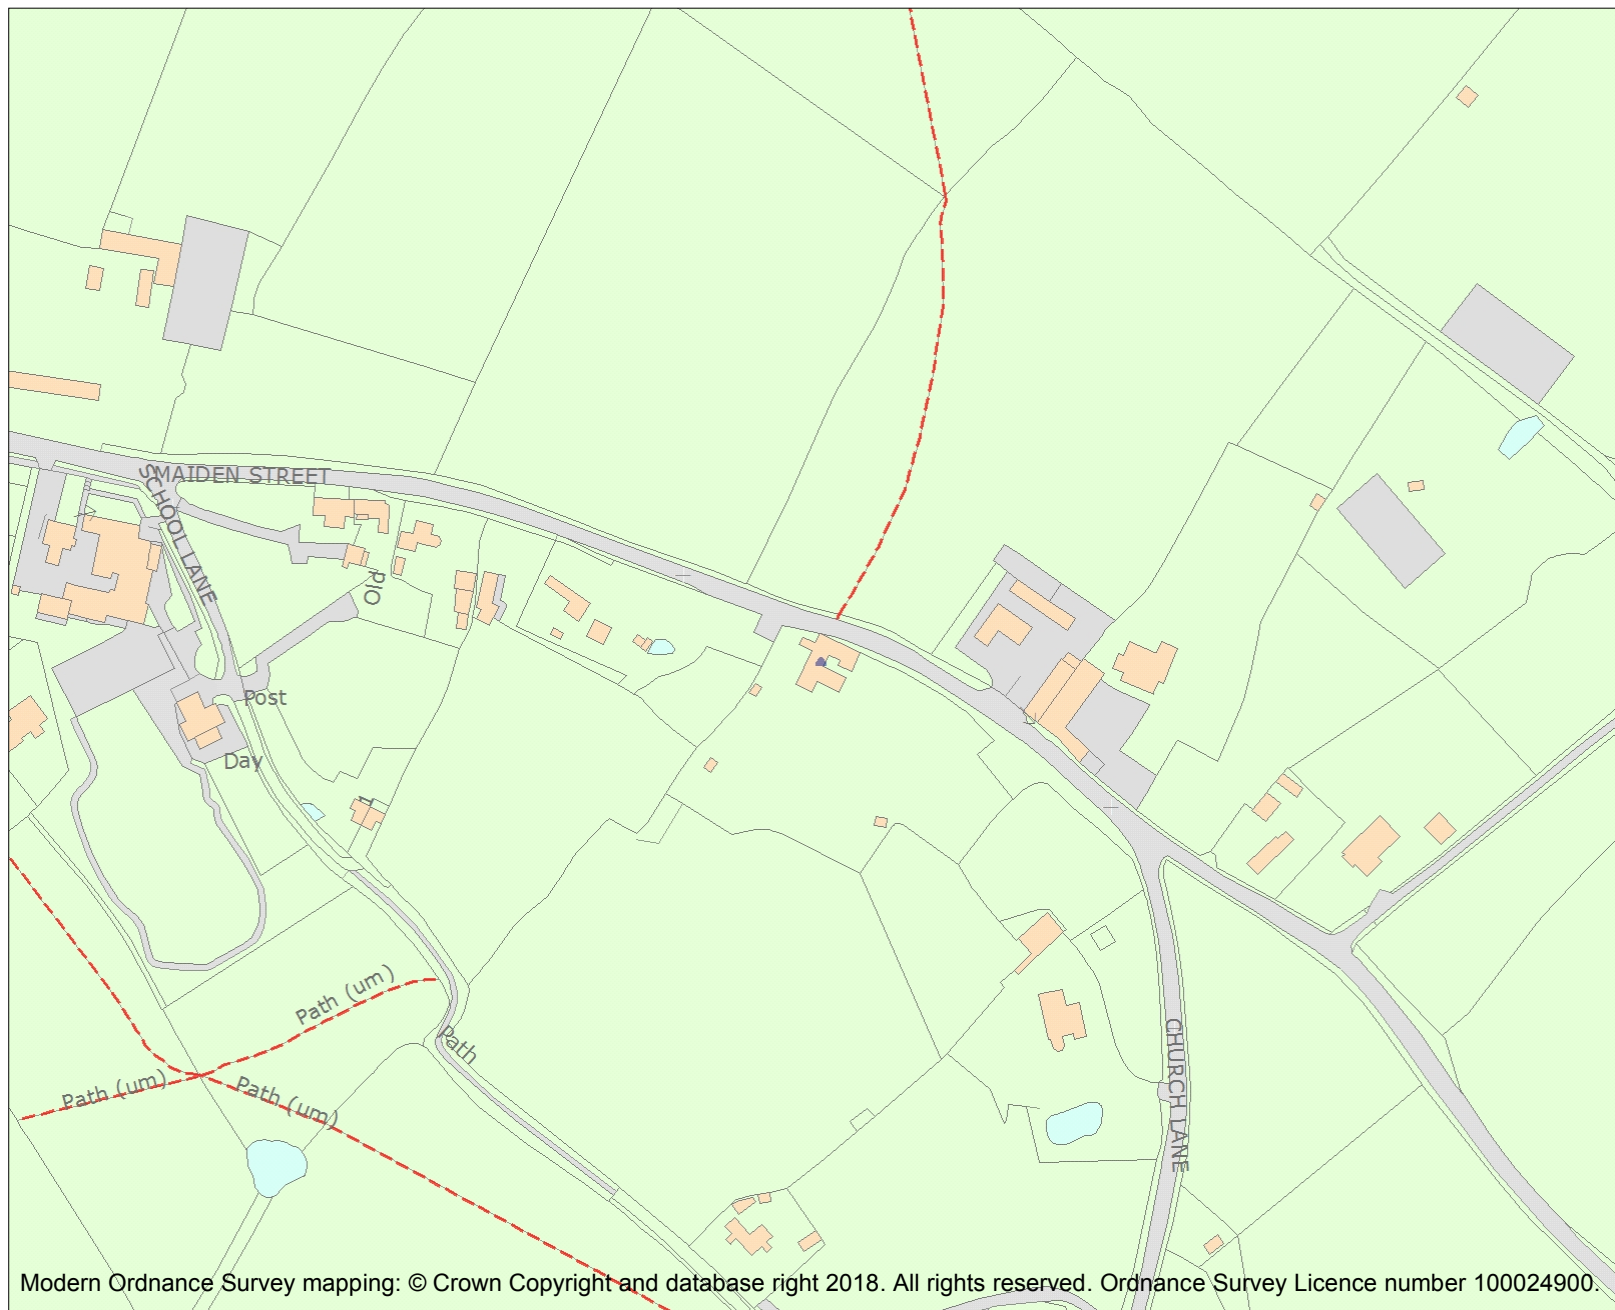 MAIDEN STREET
SCHOOL LANE
Old
Post
Day
1
Path (um)
Path
Path (um)
Path (um)
CHURCH LANE
Modern Ordnance Survey mapping: © Crown Copyright and database right 2018. All rights reserved. Ordnance Survey Licence number 100024900.